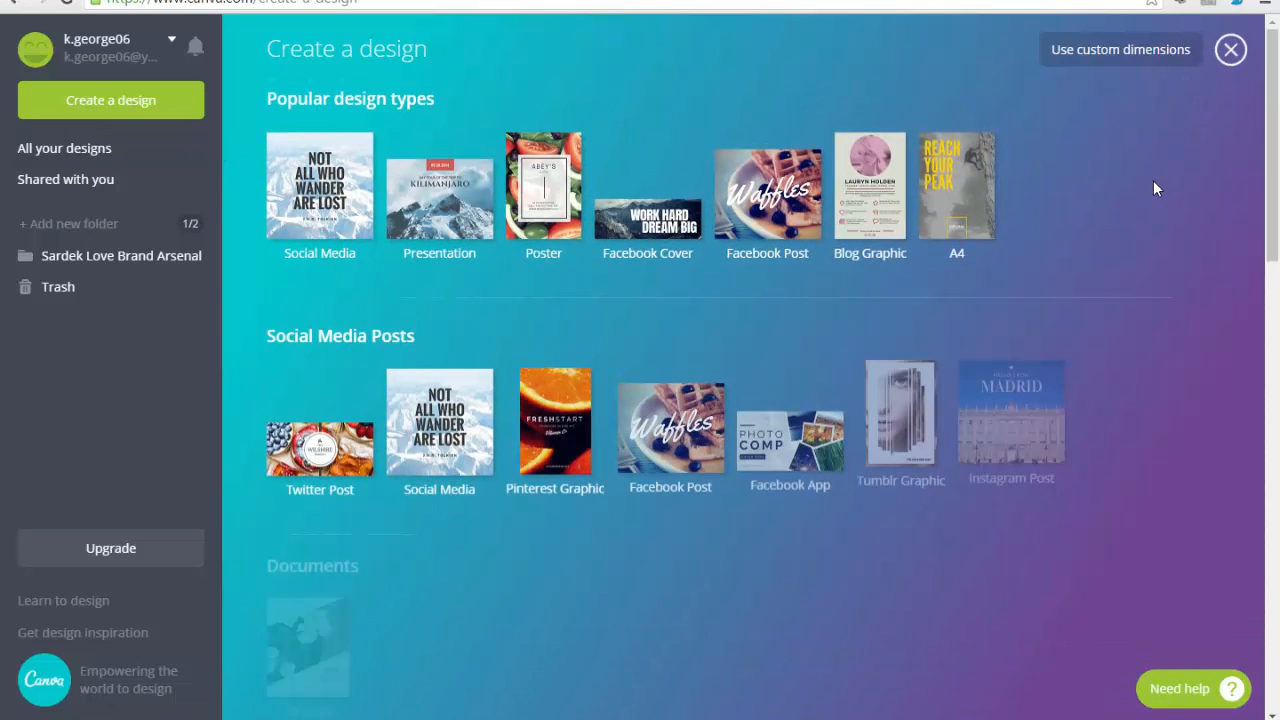 https://www.canva.com/create-a-design
k.george06
k.george06@y...
Create a design
All your designs
Shared with you
+ Add new folder
1/2
Sardek Love Brand Arsenal
Trash
Upgrade
Learn to design
Get design inspiration
Canva
Empowering the
world to design
Create a design
Use custom dimensions
Popular design types
NOT
ALL WHO
WANDER
ARE LOST
Social Media
KILIMANJARO
Presentation
ABEY'S
Poster
WORK HARD
DREAM BIG
Facebook Cover
Waffles
Facebook Post
LAURYN HOLDEN
Blog Graphic
REACH
YOUR
PEAK
A4
Social Media Posts
THE
WILSHIRE
Twitter Post
NOT
ALL WHO
WANDER
ARE LOST
Social Media
FRESHSTART
Pinterest Graphic
Waffles
Facebook Post
PHOTO
COMP
Facebook App
Tumblr Graphic
MADRID
Instagram Post
Documents
Need help
?